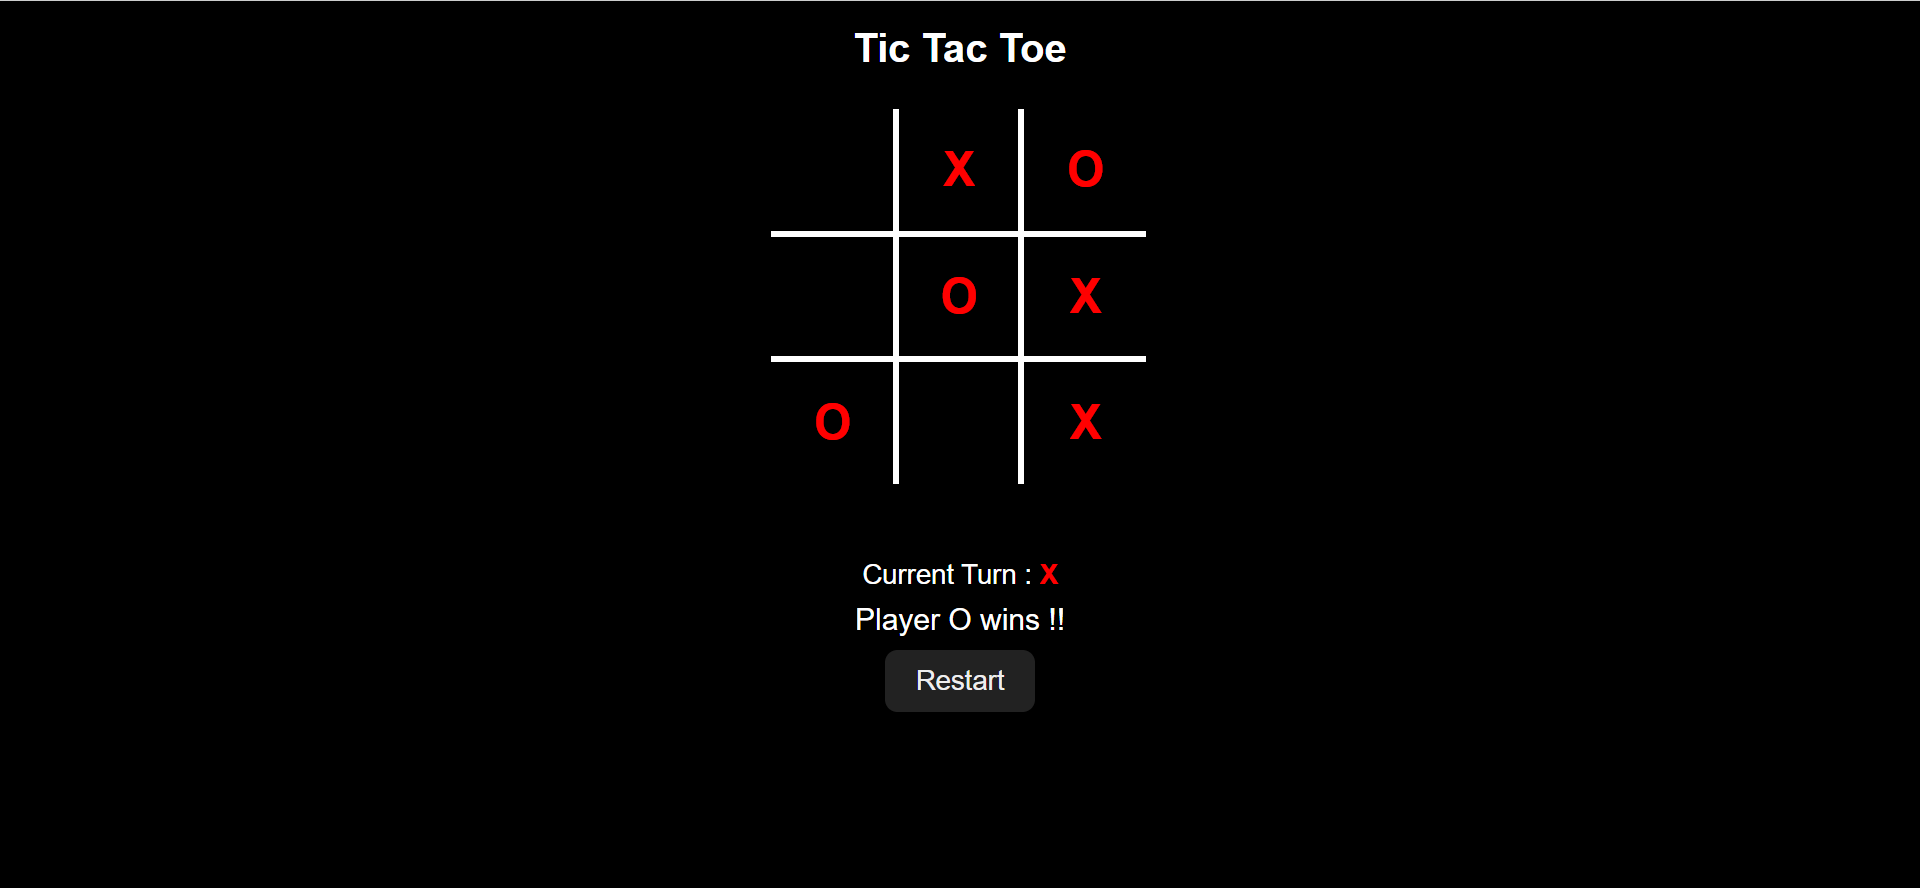 Tic Tac Toe
X O
O X
O X
Current Turn : X
Player O wins !!
Restart